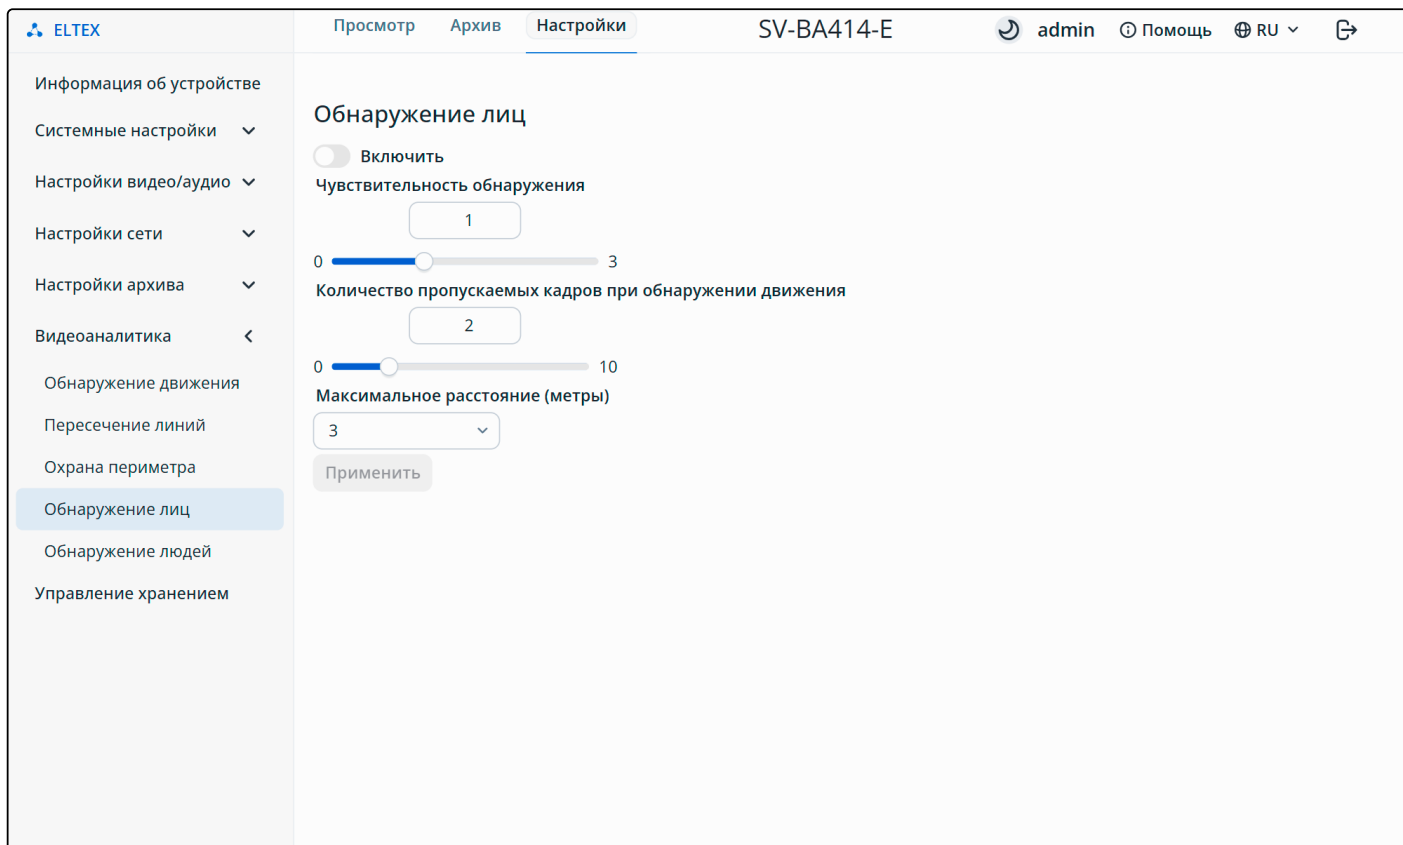 ELTEX
Просмотр Архив Настройки SV-BA414-E admin Помощь RU
Информация об устройстве
Системные настройки
Настройки видео/аудио
Настройки сети
Настройки архива
Видеоаналитика
Обнаружение движения
Пересечение линий
Охрана периметра
Обнаружение лиц
Обнаружение людей
Управление хранением
Обнаружение лиц
Включить
Чувствительность обнаружения
1
0 3
Количество пропускаемых кадров при обнаружении движения
2
0 10
Максимальное расстояние (метры)
3
Применить